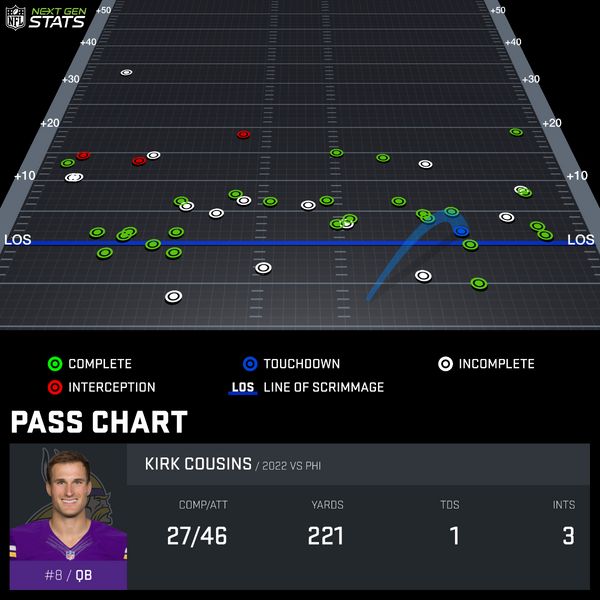 NFL
NEXT GEN
STATS
+50 +50
+40 +40
+30 +30
+20 +20
+10 +10
LOS LOS
COMPLETE
TOUCHDOWN
INCOMPLETE
INTERCEPTION
LOS LINE OF SCRIMMAGE
PASS CHART
KIRK COUSINS / 2022 VS PHI
COMP/ATT YARDS TDS INTS
27/46 221 1 3
#8 / QB